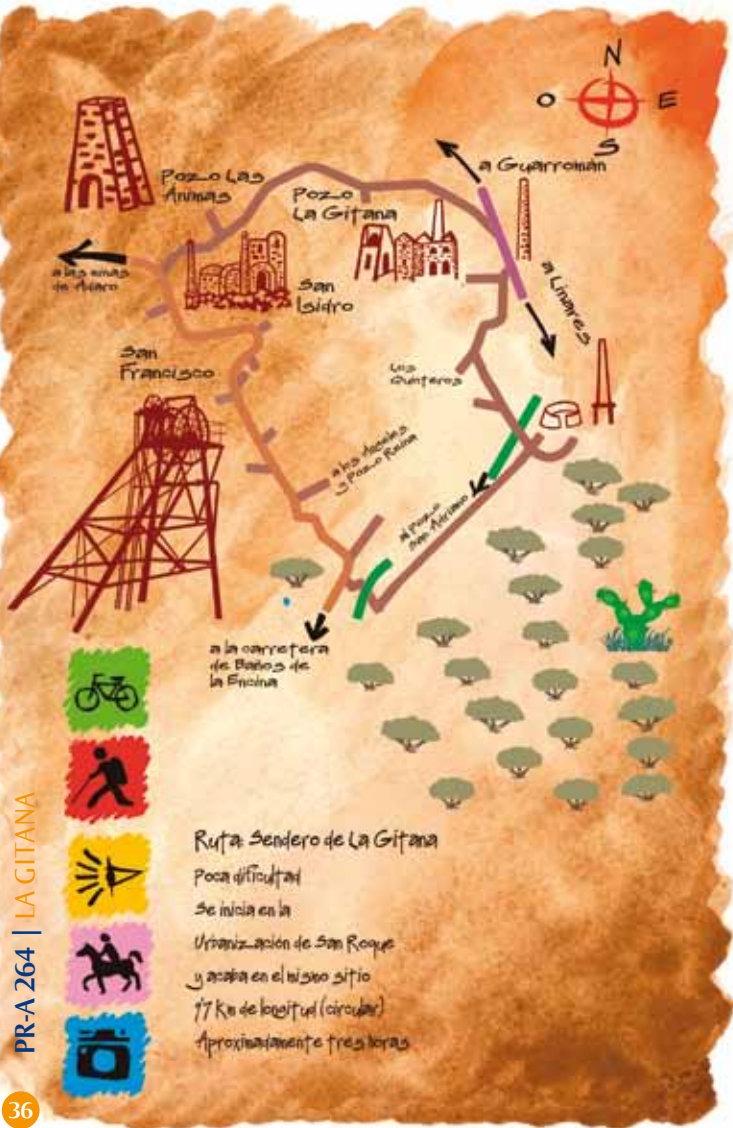 N
O
E
S
a Guarromán
Pozo Las
Ánimas
Pozo
La Gitana
a las minas
de Adaro
San
Isidro
a Linares
San
Francisco
Los
Quinteros
a los Ángeles
y Pozo Reina
al pozo
San Adriano
a la carretera
de Baños de
la Encina
Ruta: Sendero de La Gitana
Poca dificultad
Se inicia en la
Urbanización de San Roque
y acaba en el mismo sitio
Km de longitud (circular)
Aproximadamente tres horas
PR-A 264 | LA GITANA
36